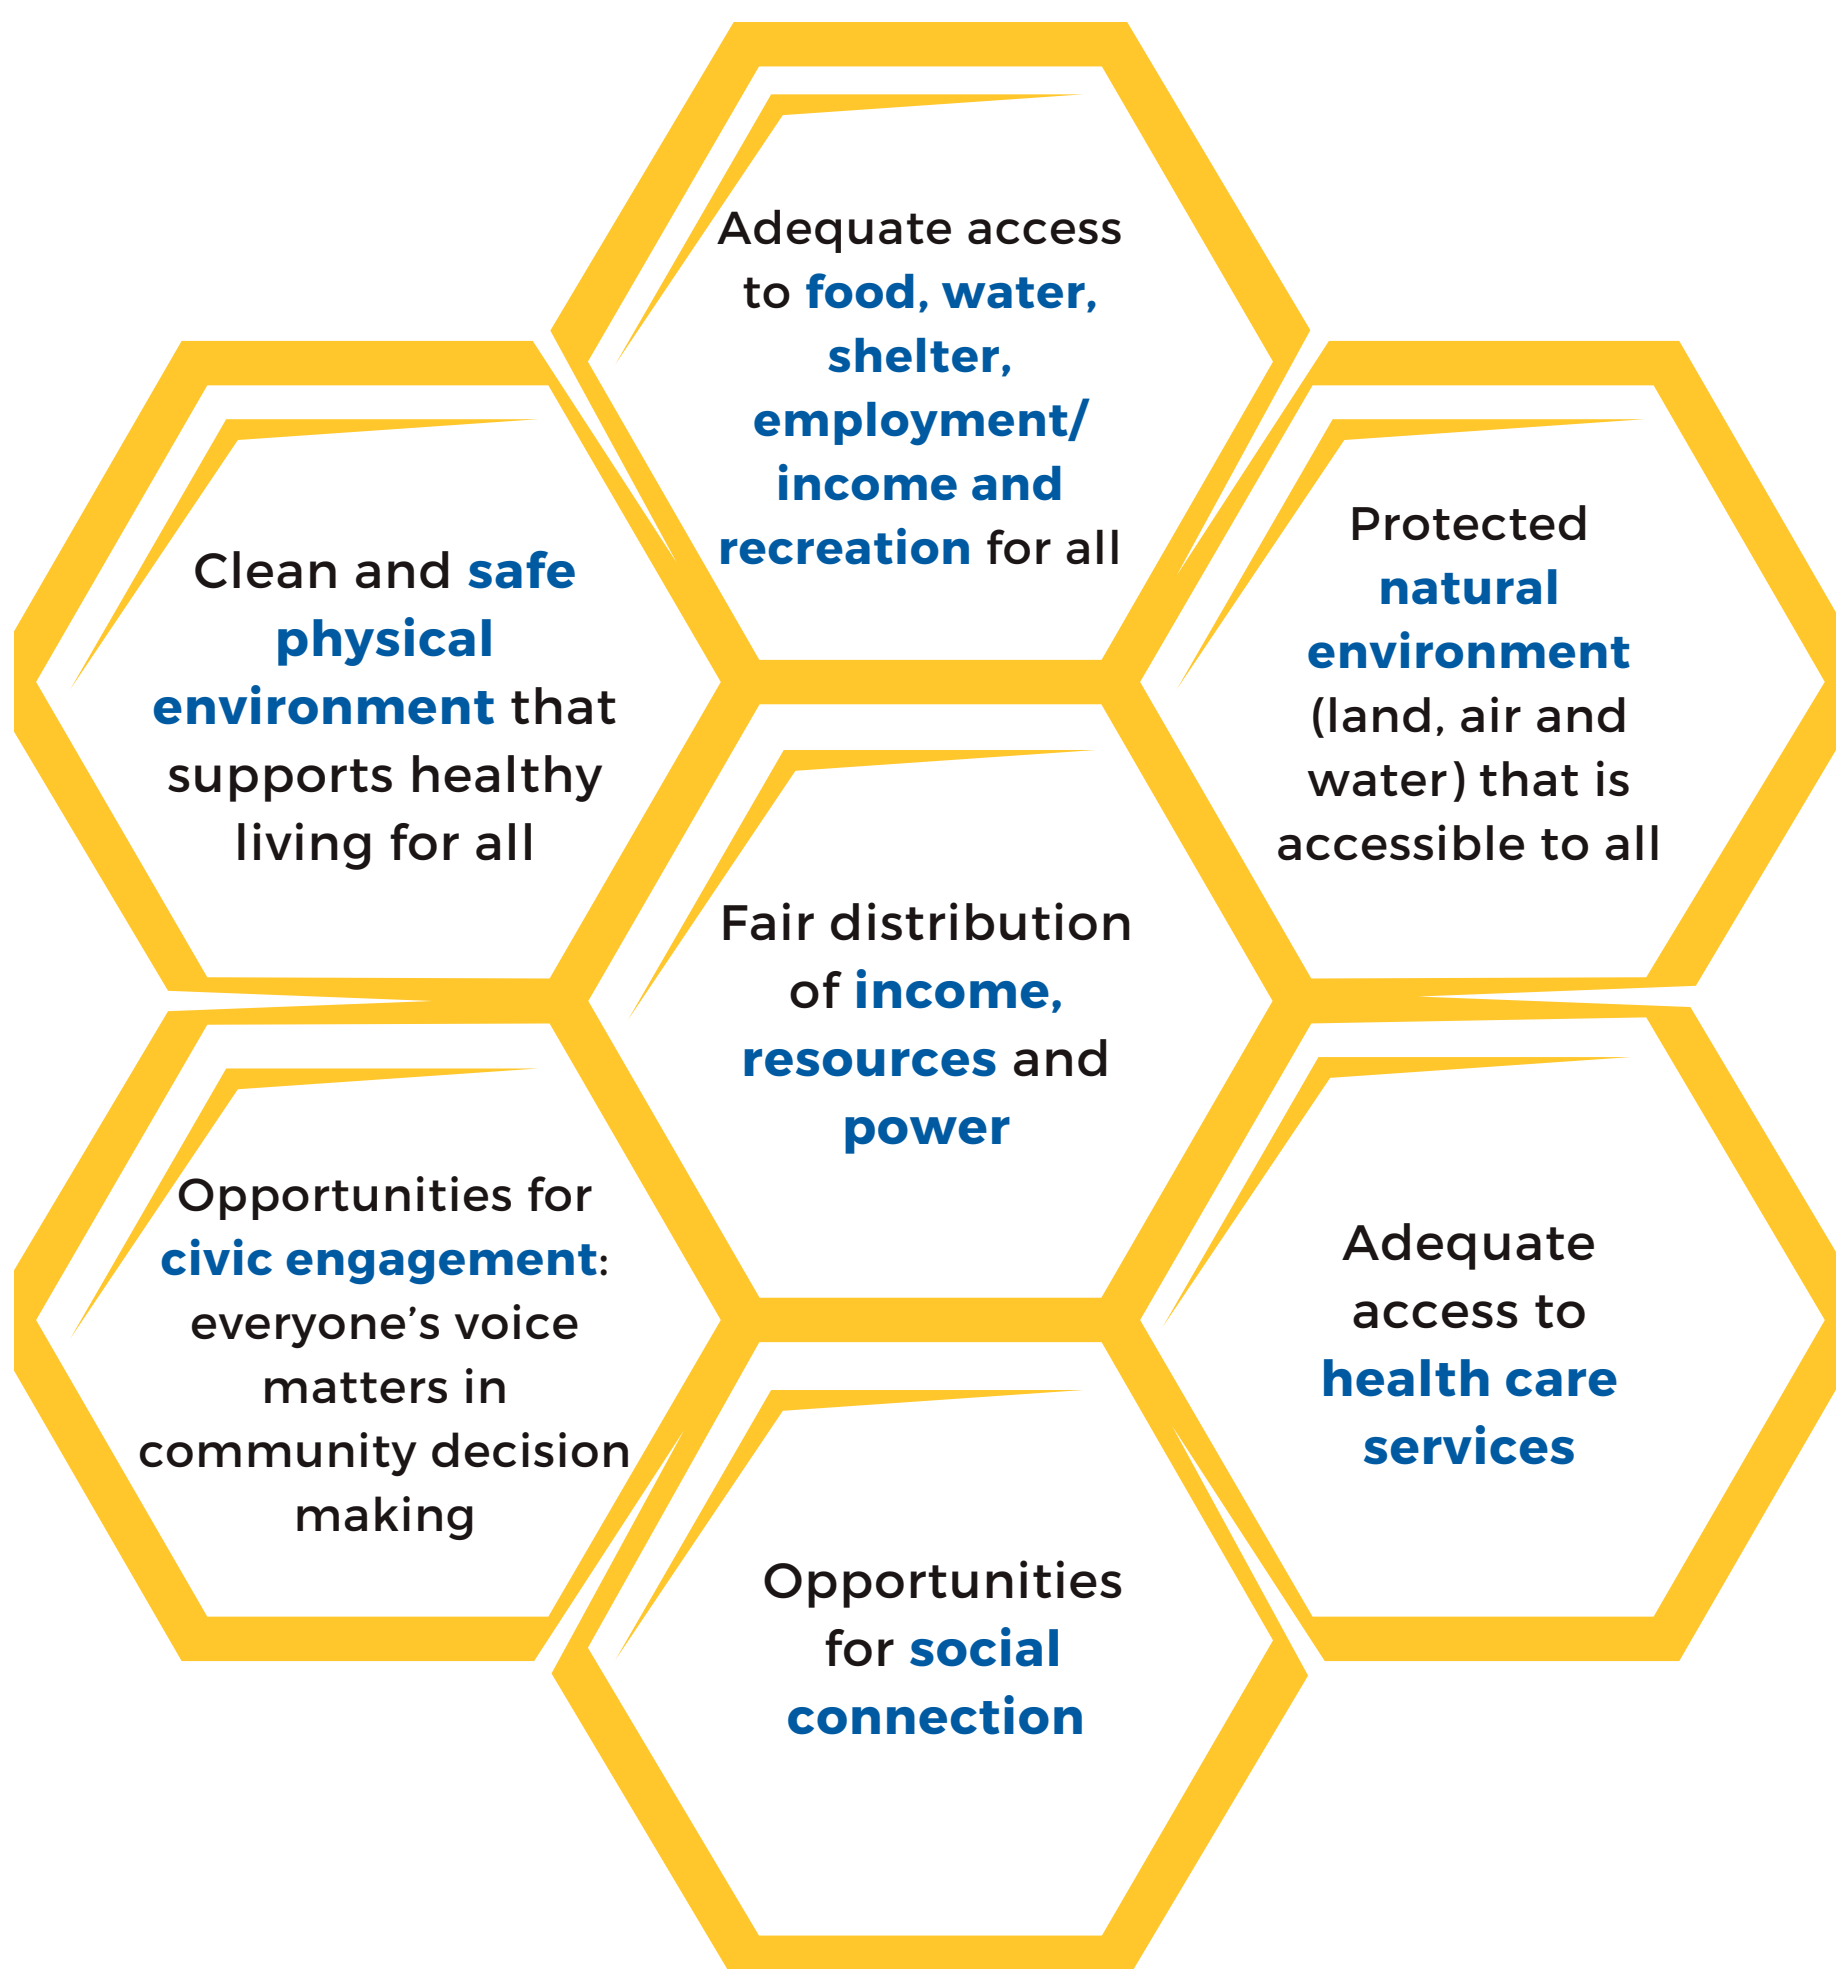 Adequate access
to food, water,
shelter,
employment/
income and
recreation for all
Clean and safe
physical
environment that
supports healthy
living for all
Protected
natural
environment
(land, air and
water) that is
accessible to all
Fair distribution
of income,
resources and
power
Opportunities for
civic engagement:
everyone’s voice
matters in
community decision
making
Adequate
access to
health care
services
Opportunities
for social
connection